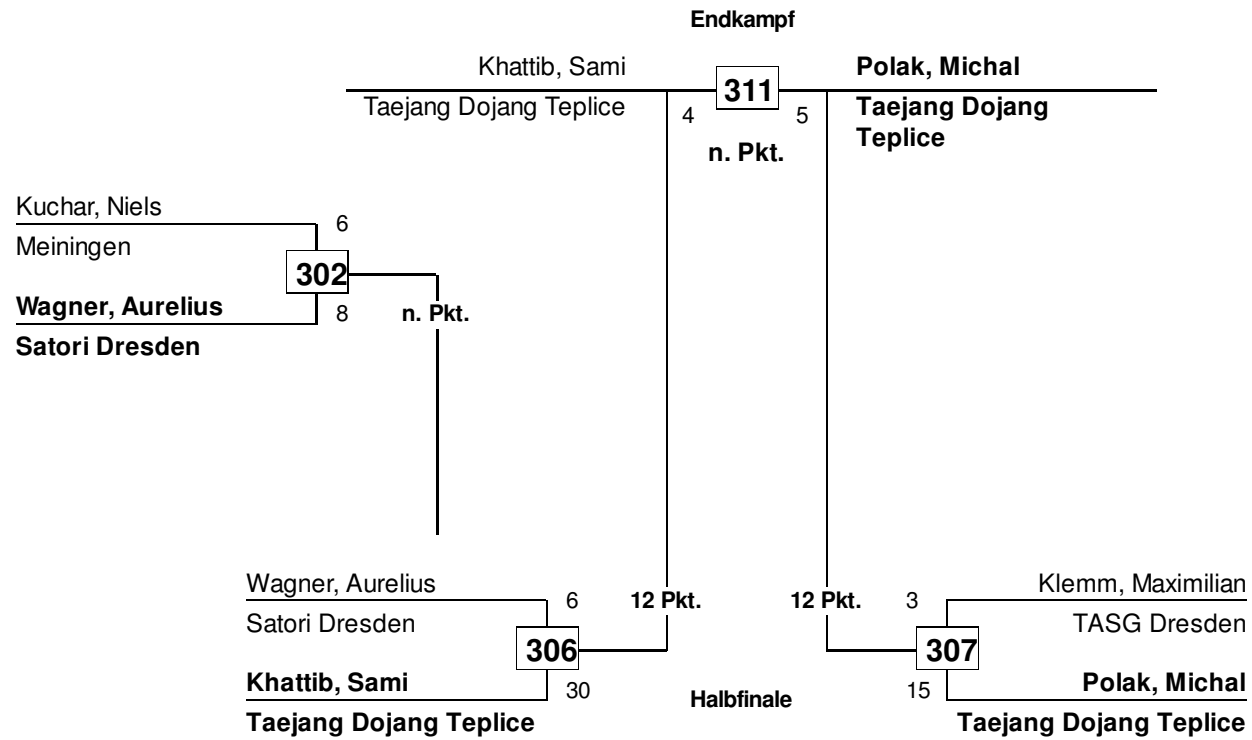 Endkampf
Khattib, Sami
Taejang Dojang Teplice
4
311
5
n. Pkt.
Polak, Michal
Taejang Dojang
Teplice
Kuchar, Niels
6
Meiningen
302
Wagner, Aurelius
8
n. Pkt.
Satori Dresden
Wagner, Aurelius
6
Satori Dresden
306
12 Pkt.
Khattib, Sami
30
Taejang Dojang Teplice
Halbfinale
12 Pkt.
3
Klemm, Maximilian
TASG Dresden
307
15
Polak, Michal
Taejang Dojang Teplice